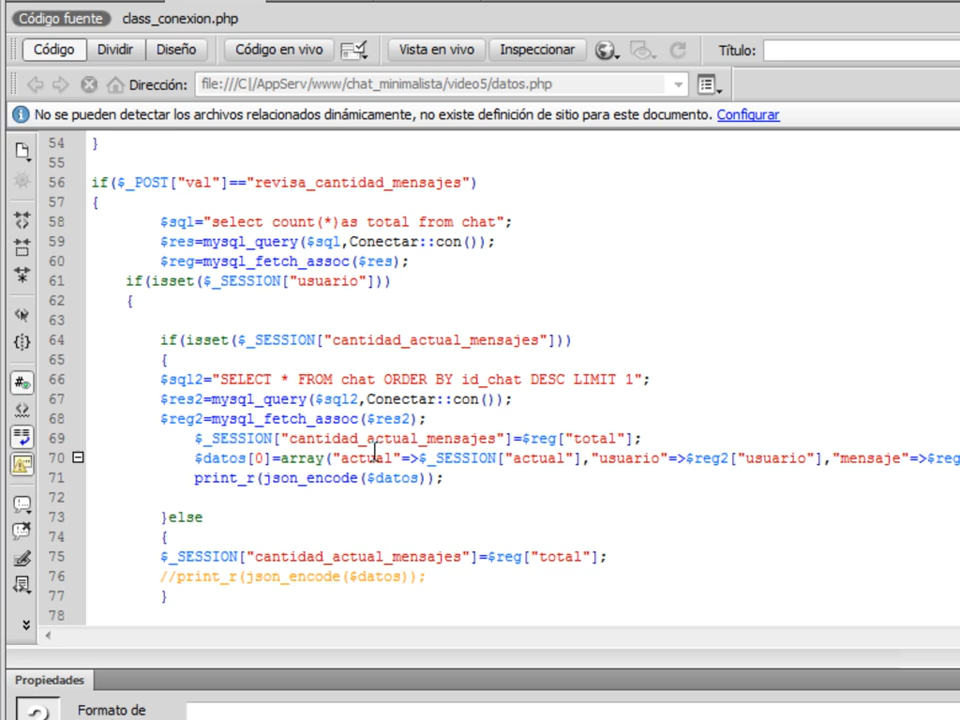 Código fuente class_conexion.php
Código Dividir Diseño Código en vivo Vista en vivo Inspeccionar Título:
Dirección: file:///C|/AppServ/www/chat_minimalista/video5/datos.php
No se pueden detectar los archivos relacionados dinámicamente, no existe definición de sitio para este documento. Configurar
54 }
55
56 if($_POST["val"]=="revisa_cantidad_mensajes")
57 {
58 $sql="select count(*)as total from chat";
59 $res=mysql_query($sql,Conectar::con());
60 $reg=mysql_fetch_assoc($res);
61 if(isset($_SESSION["usuario"]))
62 {
63
64 if(isset($_SESSION["cantidad_actual_mensajes"]))
65 {
66 $sql2="SELECT * FROM chat ORDER BY id_chat DESC LIMIT 1";
67 $res2=mysql_query($sql2,Conectar::con());
68 $reg2=mysql_fetch_assoc($res2);
69 $_SESSION["cantidad_actual_mensajes"]=$reg["total"];
70 $datos[0]=array("actual"=>$_SESSION["actual"],"usuario"=>$reg2["usuario"],"mensaje"=>$reg
71 print_r(json_encode($datos));
72
73 }else
74 {
75 $_SESSION["cantidad_actual_mensajes"]=$reg["total"];
76 //print_r(json_encode($datos));
77 }
78
Propiedades
Formato de